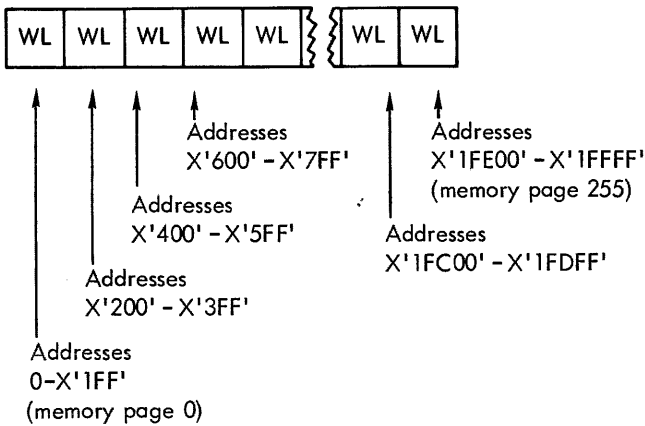 WL WL WL WL WL WL WL
Addresses
X'600' - X'7FF'
Addresses
X'1FE00' - X'1FFFF'
(memory page 255)
Addresses
X'400' - X'5FF'
Addresses
X'1FC00' - X'1FDFF'
Addresses
X'200' - X'3FF'
Addresses
0-X'1FF'
(memory page 0)